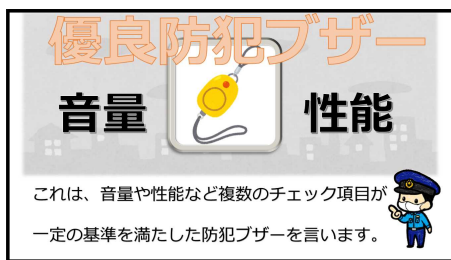 優良防犯ブザー
音量 性能
これは、音量や性能など複数のチェック項目が
一定の基準を満たした防犯ブザーを言います。